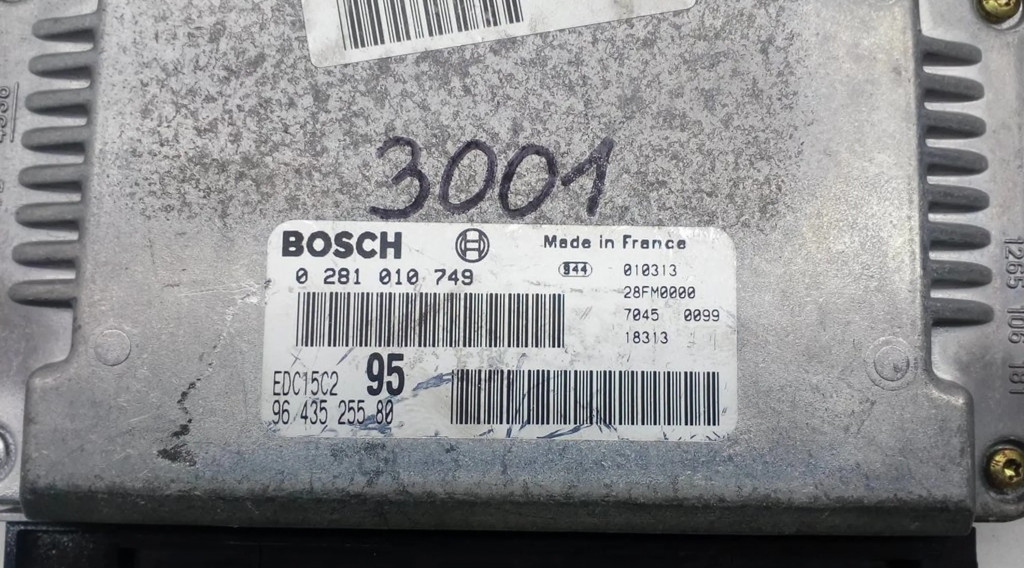 3001
BOSCH
Made in France
0 281 010 749
944
010313
28FM0000
7045 0099
18313
EDC15C2
95
96 435 255 80
1265 106 181